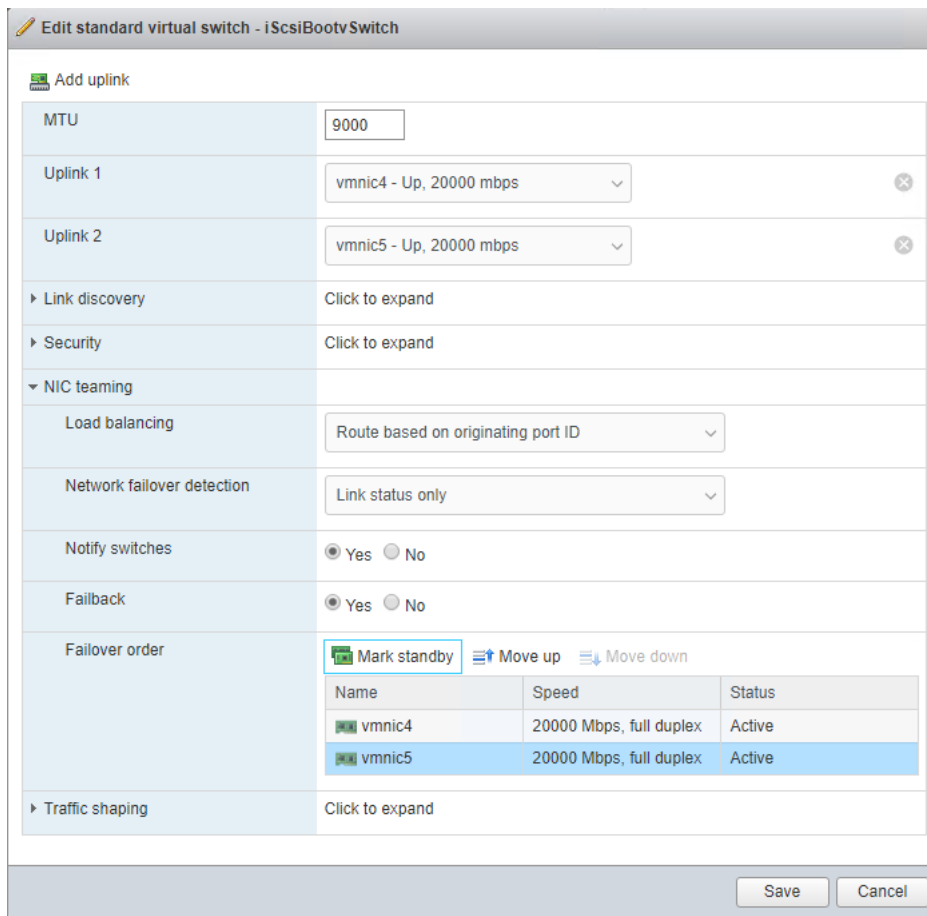 Edit standard virtual switch - iScsiBootvSwitch
Add uplink
MTU 9000
Uplink 1 vmnic4 - Up, 20000 mbps
Uplink 2 vmnic5 - Up, 20000 mbps
Link discovery Click to expand
Security Click to expand
NIC teaming
Load balancing Route based on originating port ID
Network failover detection Link status only
Notify switches Yes No
Failback Yes No
Failover order Mark standby Move up Move down
Name Speed Status
vmnic4 20000 Mbps, full duplex Active
vmnic5 20000 Mbps, full duplex Active
Traffic shaping Click to expand
Save Cancel